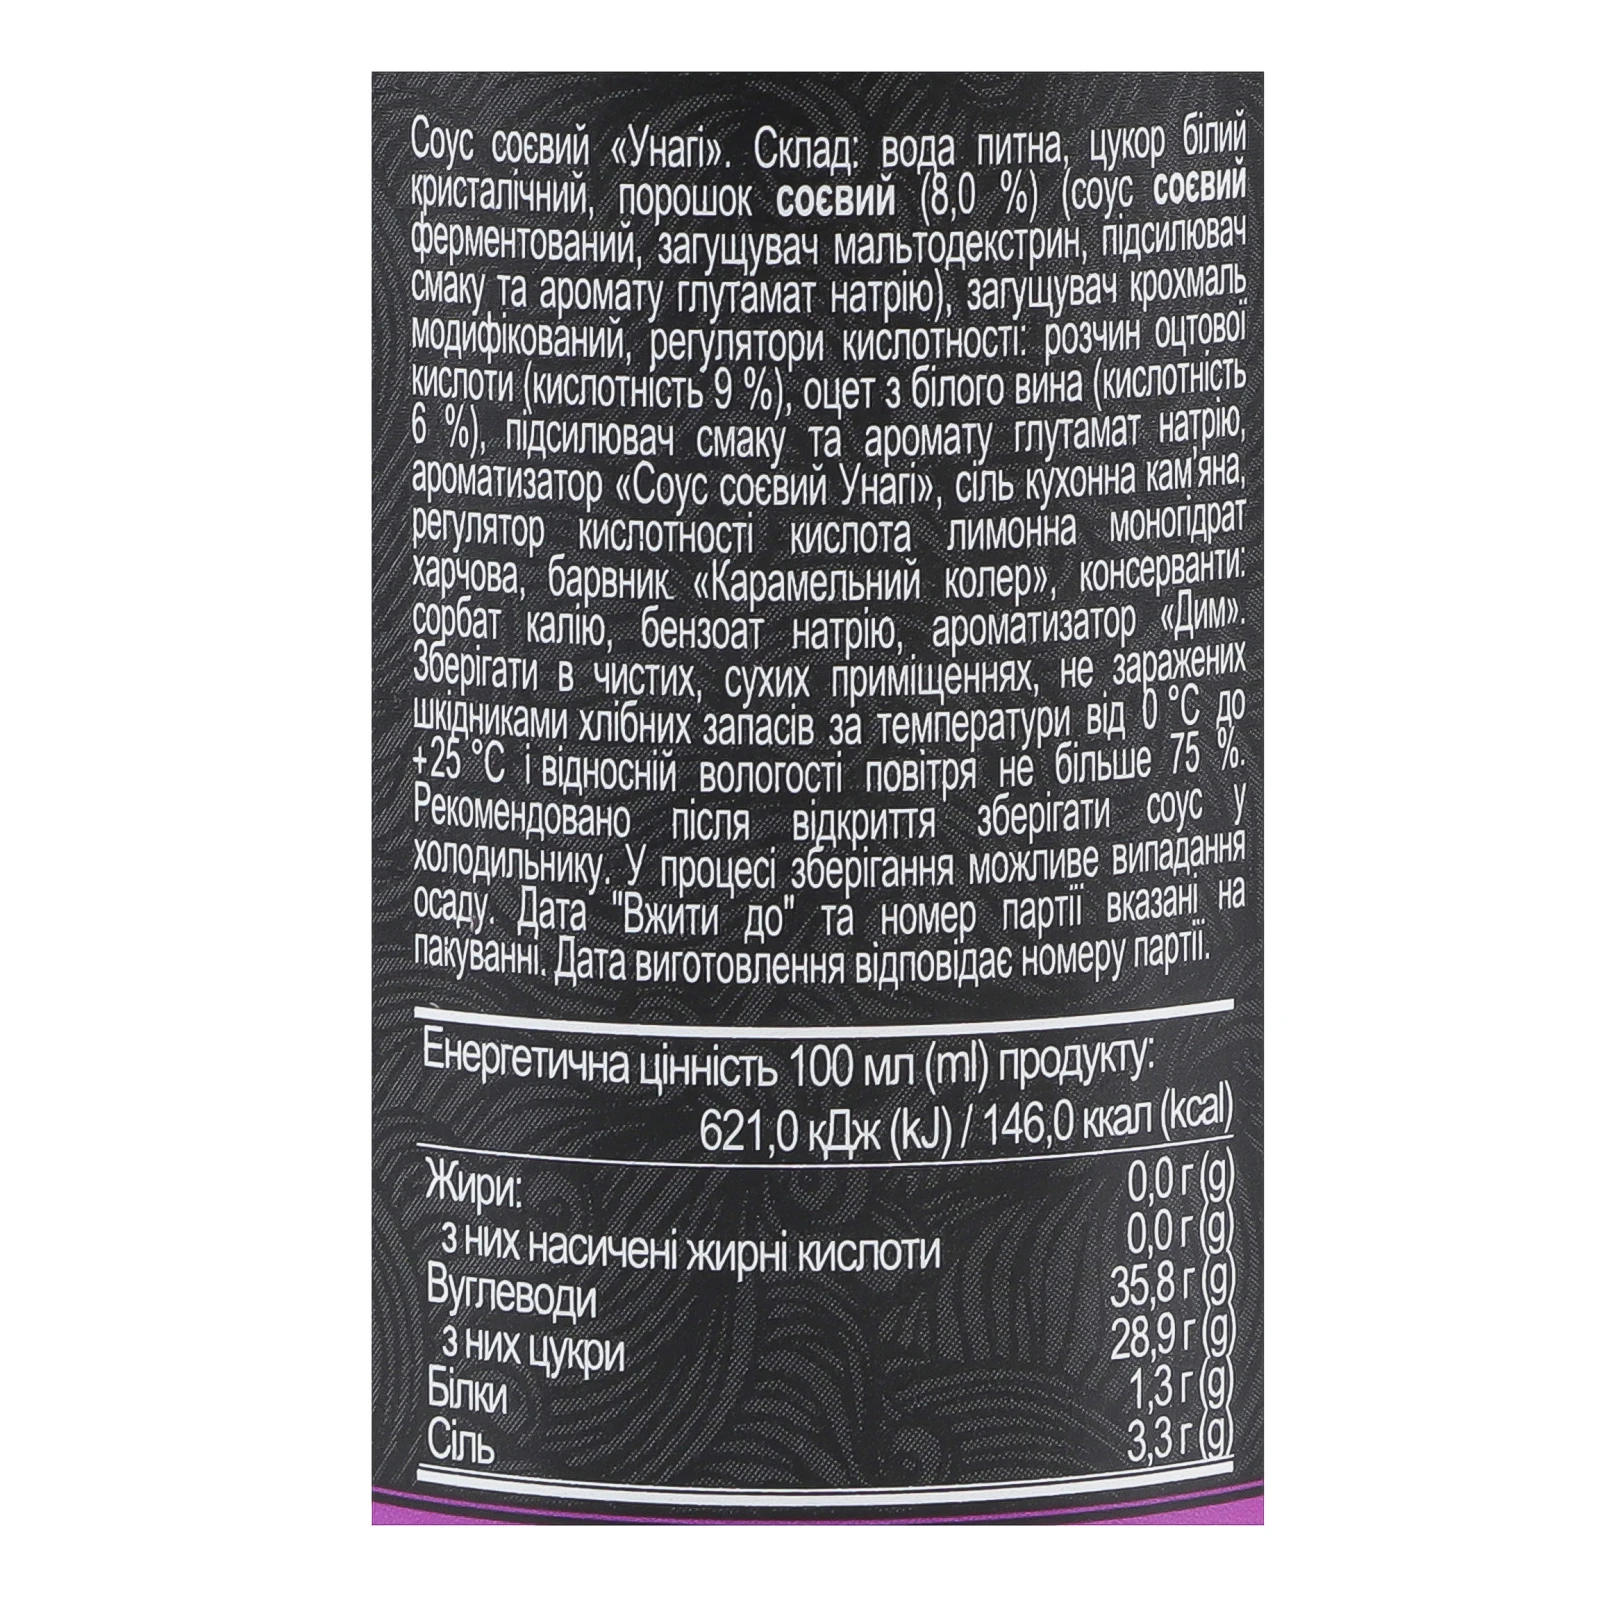 Соус соєвий «Унагі». Склад: вода питна, цукор білий
кристалічний, порошок соєвий (8,0 %) (соус соєвий
ферментований, загущувач мальтодекстрин, підсилювач
смаку та аромату глутамат натрію), загущувач крохмаль
модифікований, регулятори кислотності: розчин оцтової
кислоти (кислотність 9 %), оцет з білого вина (кислотність
6 %), підсилювач смаку та аромату глутамат натрію,
ароматизатор «Соус соєвий Унагі», сіль кухонна кам'яна,
регулятор кислотності кислота лимонна моногідрат
харчова, барвник «Карамельний колер», консерванти:
сорбат калію, бензоат натрію, ароматизатор «Дим».
Зберігати в чистих, сухих приміщеннях, не заражених
шкідниками хлібних запасів за температури від 0 °С до
+25 °С і відносній вологості повітря не більше 75 %.
Рекомендовано після відкриття зберігати соус у
холодильнику. У процесі зберігання можливе випадання
осаду. Дата "Вжити до" та номер партії вказані на
пакуванні. Дата виготовлення відповідає номеру партії.
Енергетична цінність 100 мл (ml) продукту:
621,0 кДж (kJ) / 146,0 ккал (kcal)
Жири: 0,0 г (g)
з них насичені жирні кислоти 0,0 г (g)
Вуглеводи 35,8 г (g)
з них цукри 28,9 г (g)
Білки 1,3 г (g)
Сіль 3,3 г (g)